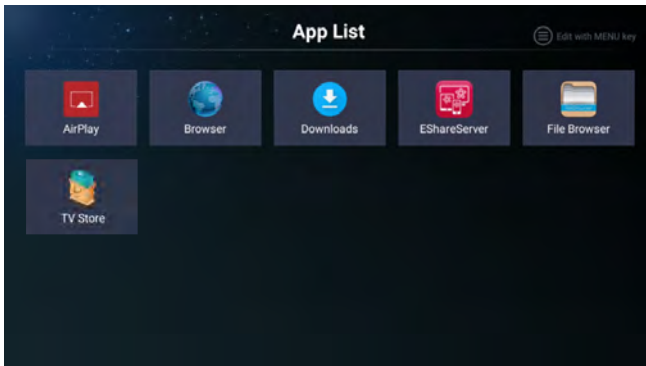 App List
Edit with MENU key
AirPlay
Browser
Downloads
EShareServer
File Browser
TV Store